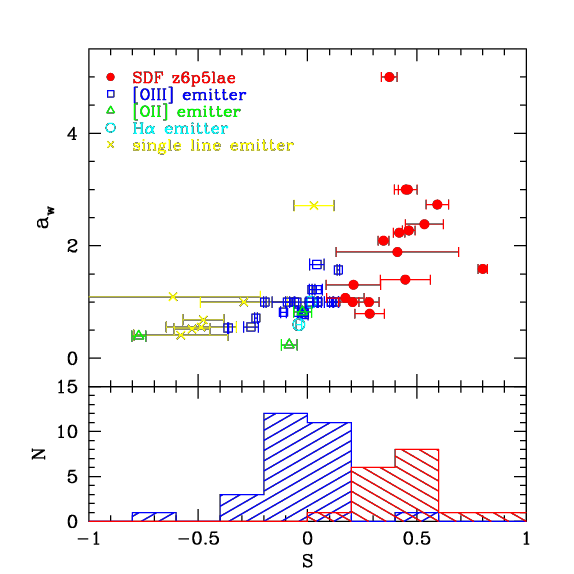 SDF z6p5lae
[OIII] emitter
[OII] emitter
Hα emitter
single line emitter
4
2
0
a_w
15
10
5
0
N
−1
−0.5
0
0.5
1
S